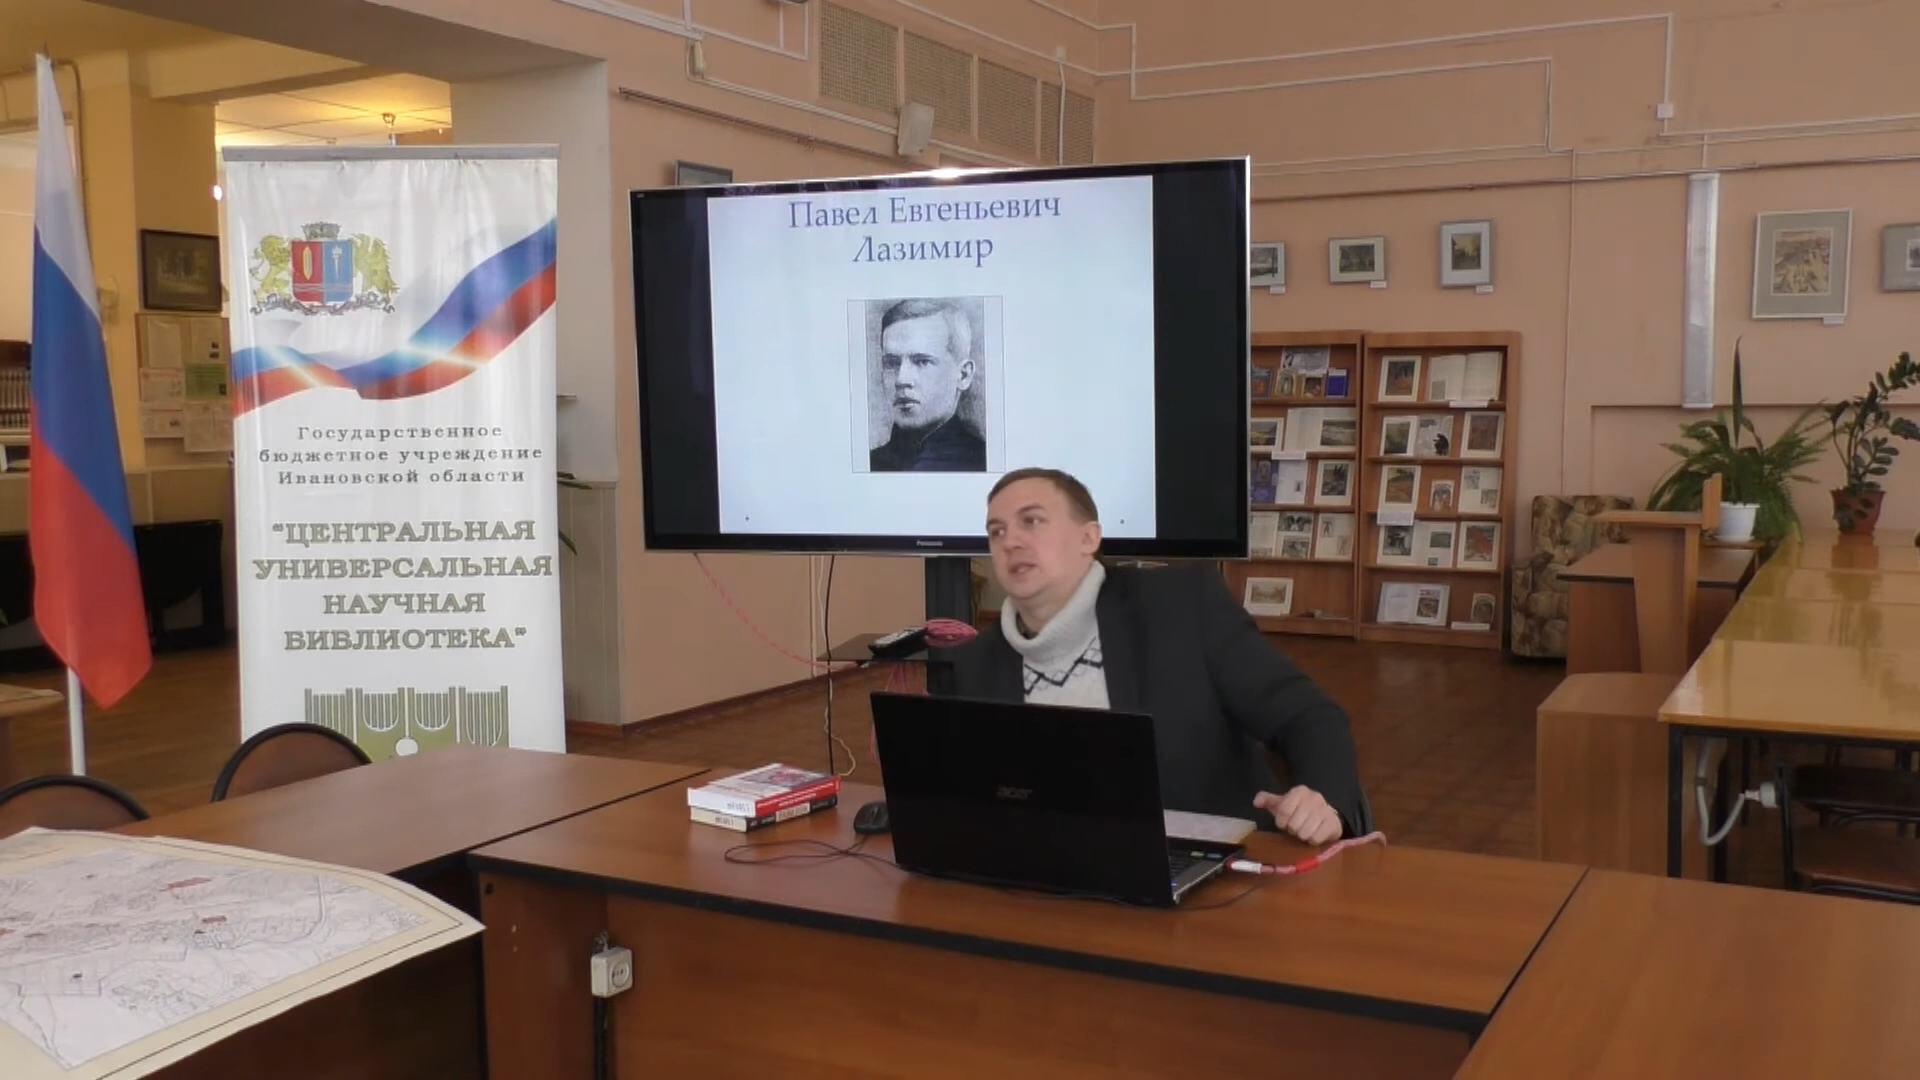 Павел Евгеньевич
Лазимир
Государственное
бюджетное учреждение
Ивановской области
“ЦЕНТРАЛЬНАЯ
УНИВЕРСАЛЬНАЯ
НАУЧНАЯ
БИБЛИОТЕКА”
Panasonic
acer